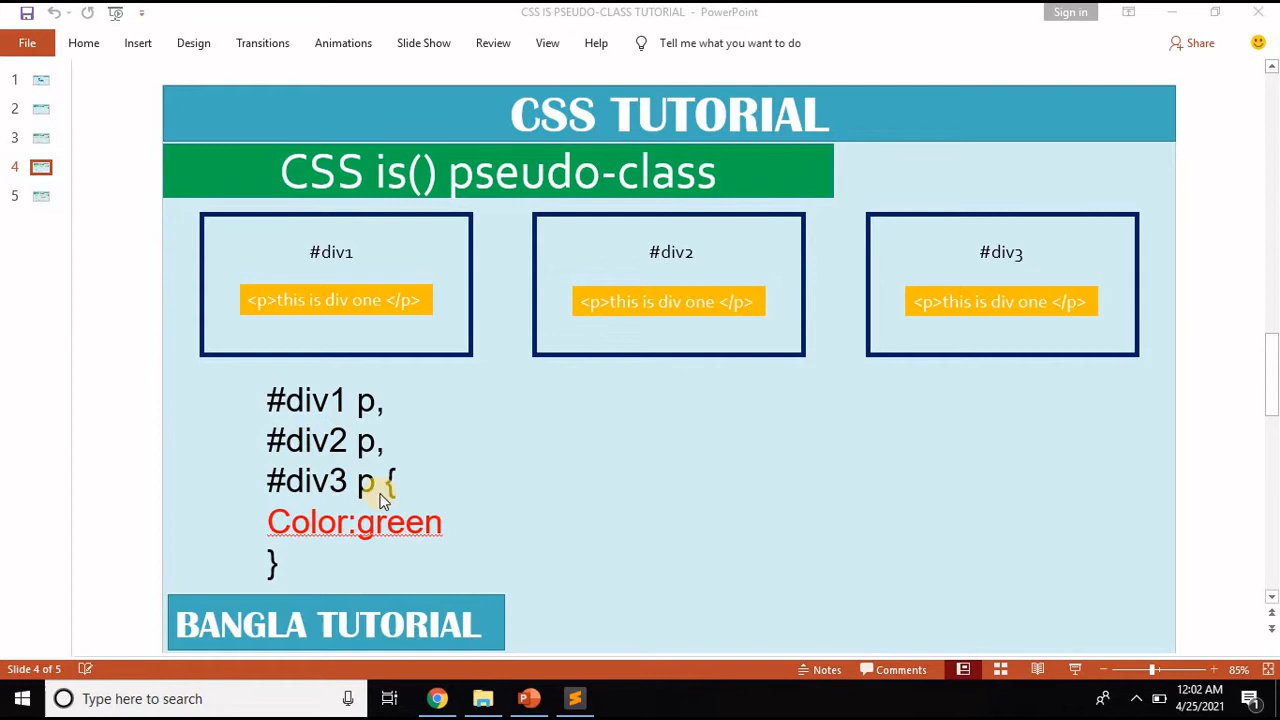 CSS IS PSEUDO-CLASS TUTORIAL - PowerPoint
Sign in
File Home Insert Design Transitions Animations Slide Show Review View Help Tell me what you want to do Share
1
2
3
4
5
CSS TUTORIAL
CSS is() pseudo-class
#div1 #div2 #div3
<p>this is div one </p> <p>this is div one </p> <p>this is div one </p>
#div1 p,
#div2 p,
#div3 p {
Color:green
}
BANGLA TUTORIAL
Slide 4 of 5 Notes Comments 85%
Type here to search
12:02 AM
4/25/2021
1